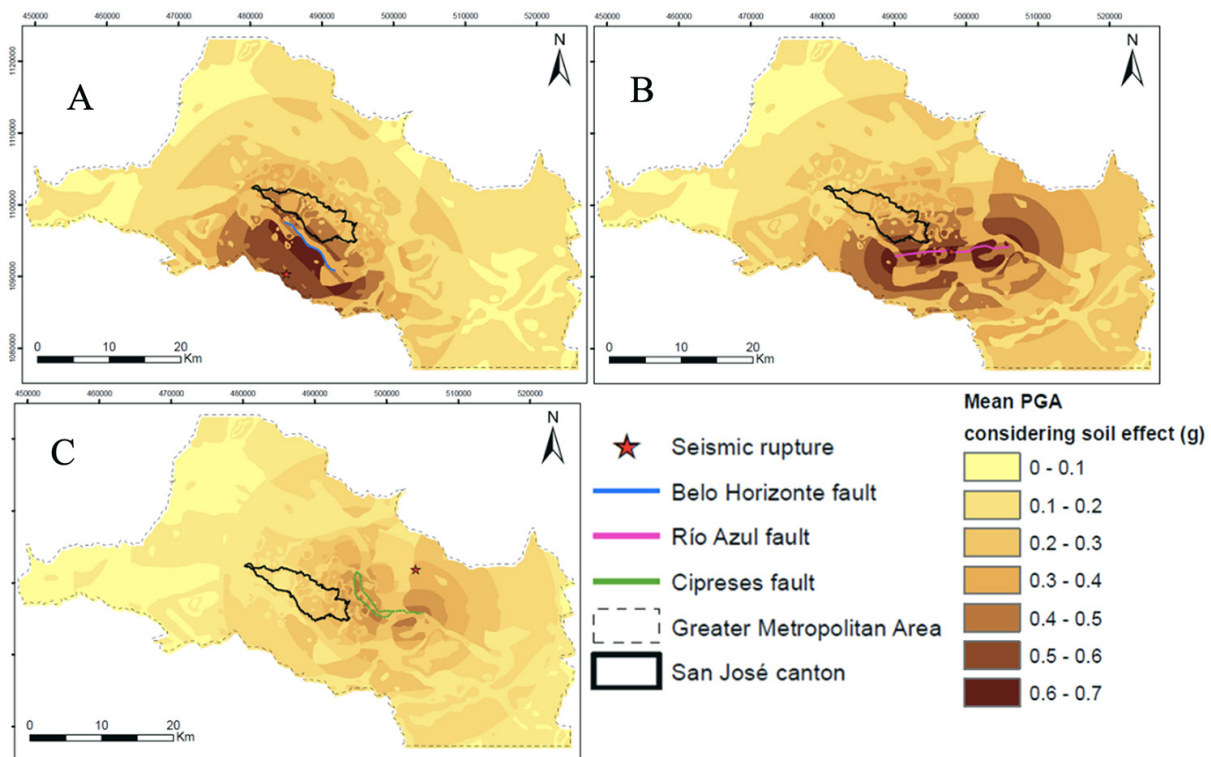 450000 460000 470000 480000 490000 500000 510000 520000
450000 460000 470000 480000 490000 500000 510000 520000
A
N
B
N
1120000
1110000
1100000
1090000
1080000
0 10 20
Km
0 10 20
Km
450000 460000 470000 480000 490000 500000 510000 520000
C
N
0 10 20
Km
Seismic rupture
Belo Horizonte fault
Río Azul fault
Cipreses fault
Greater Metropolitan Area
San José canton
Mean PGA
considering soil effect (g)
0 - 0.1
0.1 - 0.2
0.2 - 0.3
0.3 - 0.4
0.4 - 0.5
0.5 - 0.6
0.6 - 0.7